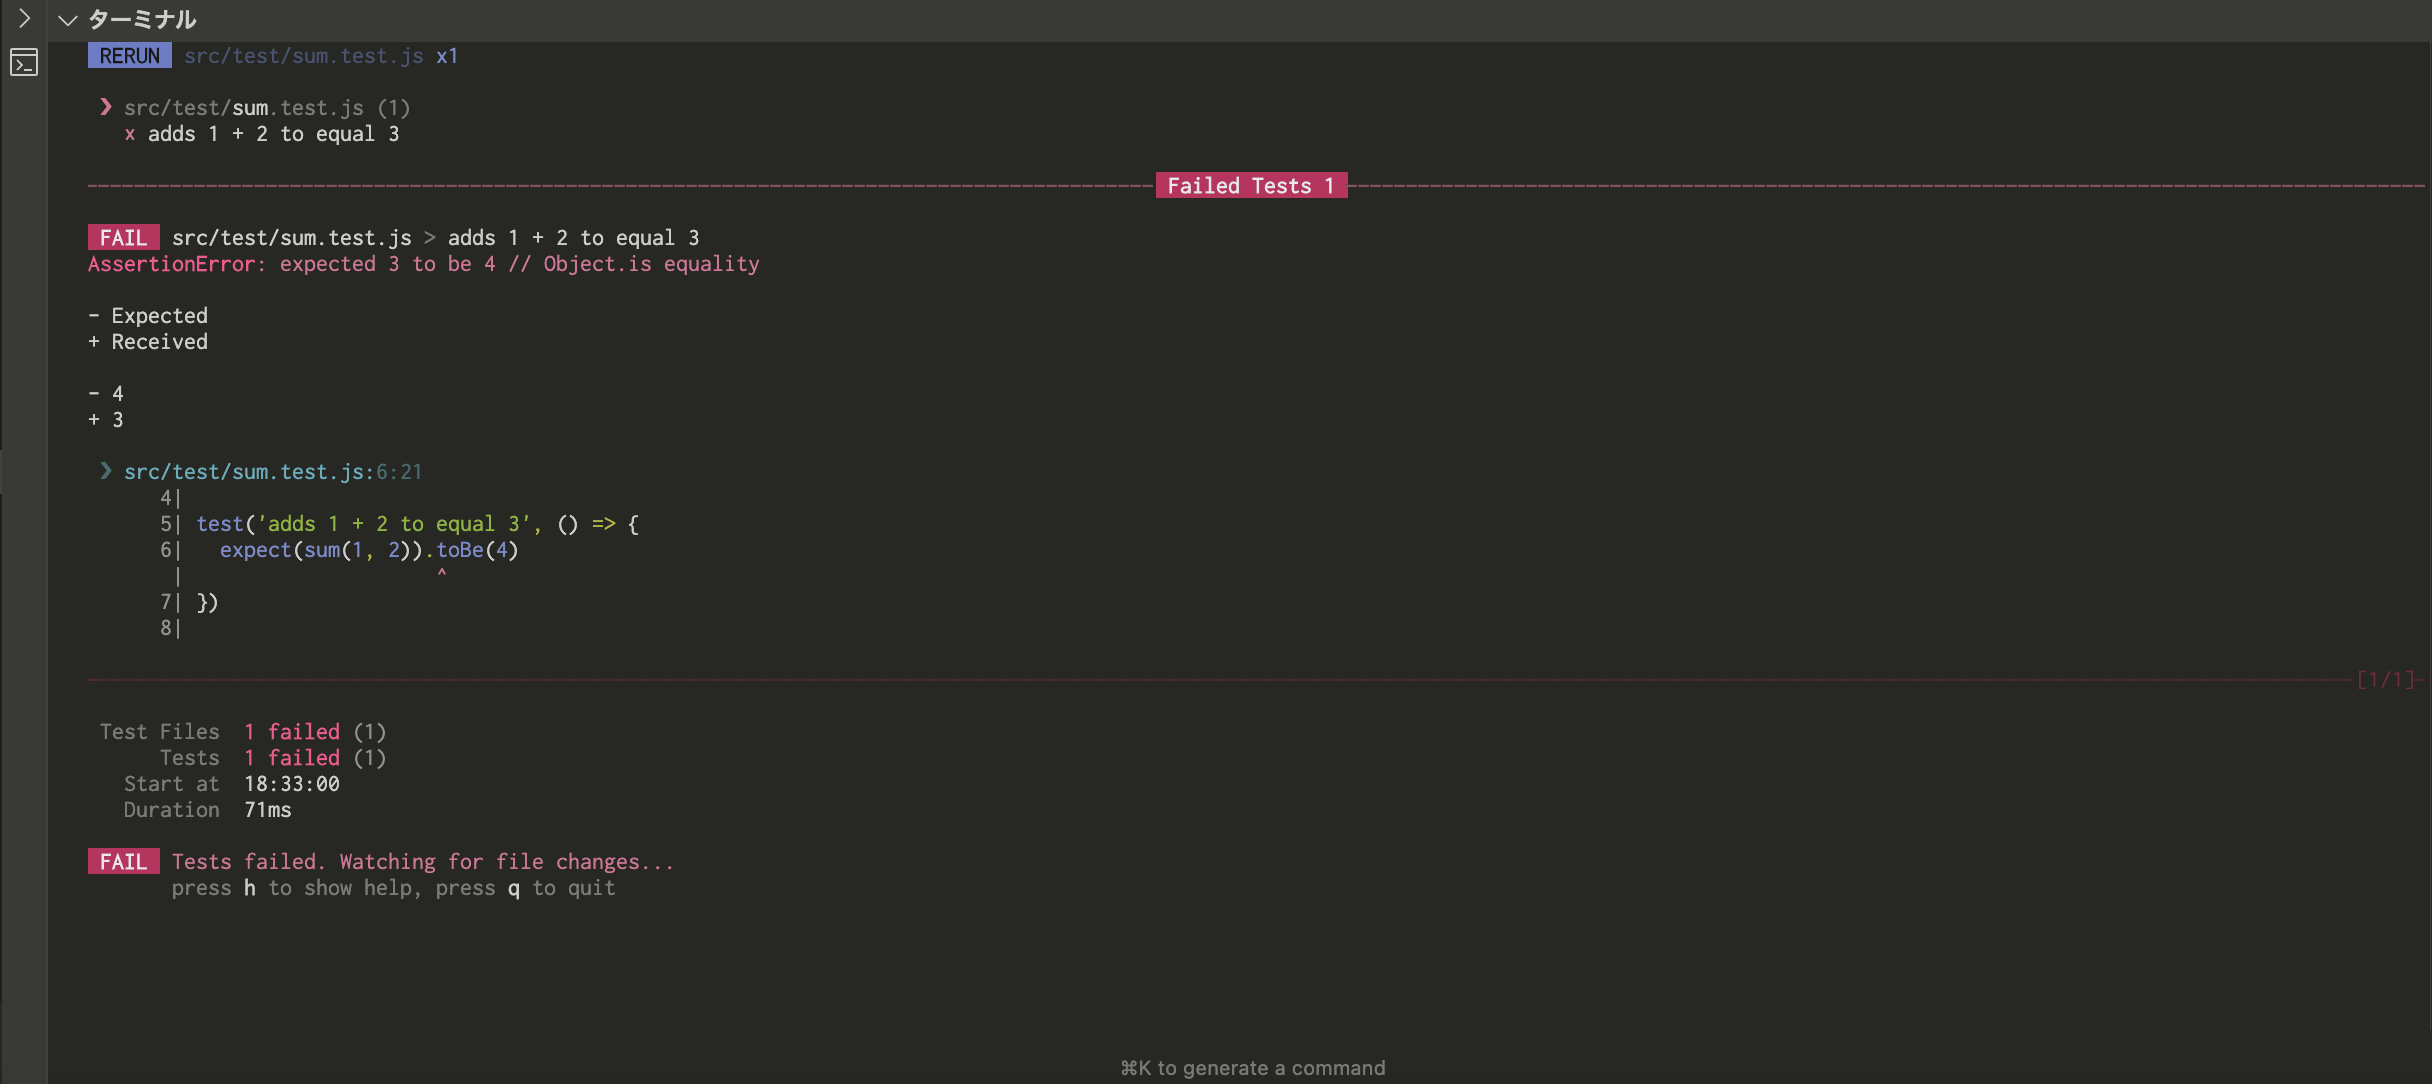 ターミナル
RERUN src/test/sum.test.js x1
❯ src/test/sum.test.js (1)
× adds 1 + 2 to equal 3
Failed Tests 1
FAIL src/test/sum.test.js > adds 1 + 2 to equal 3
AssertionError: expected 3 to be 4 // Object.is equality
- Expected
+ Received
- 4
+ 3
❯ src/test/sum.test.js:6:21
4|
5| test('adds 1 + 2 to equal 3', () => {
6|   expect(sum(1, 2)).toBe(4)
|                     ^
7| })
8|
[1/1]
Test Files 1 failed (1)
Tests 1 failed (1)
Start at 18:33:00
Duration 71ms
FAIL Tests failed. Watching for file changes...
press h to show help, press q to quit
⌘K to generate a command